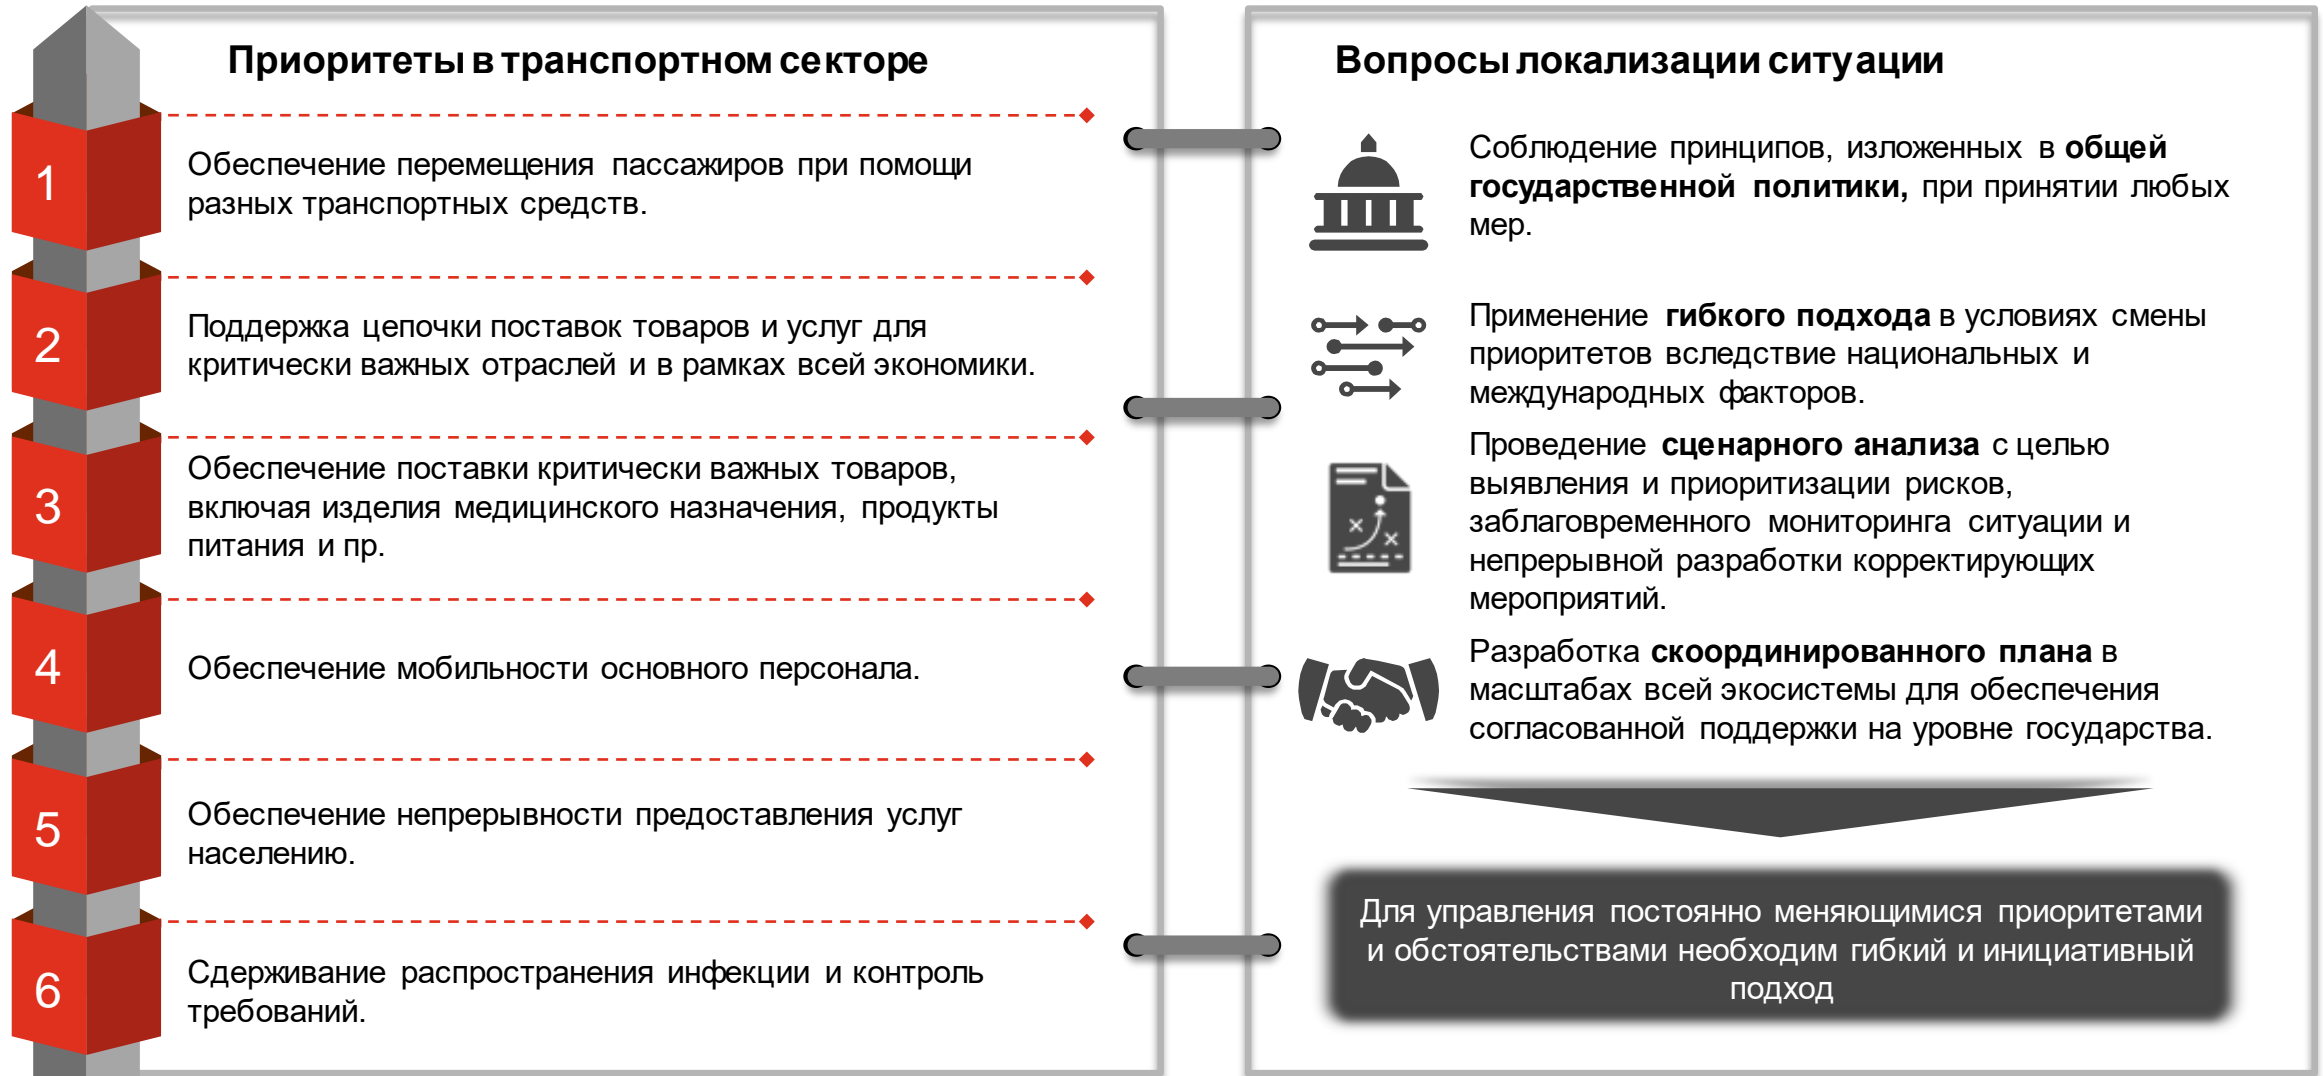 Приоритеты в транспортном секторе
1
Обеспечение перемещения пассажиров при помощи
разных транспортных средств.
2
Поддержка цепочки поставок товаров и услуг для
критически важных отраслей и в рамках всей экономики.
3
Обеспечение поставки критически важных товаров,
включая изделия медицинского назначения, продукты
питания и пр.
4
Обеспечение мобильности основного персонала.
5
Обеспечение непрерывности предоставления услуг
населению.
6
Сдерживание распространения инфекции и контроль
требований.
Вопросы локализации ситуации
Соблюдение принципов, изложенных в общей
государственной политики, при принятии любых
мер.
Применение гибкого подхода в условиях смены
приоритетов вследствие национальных и
международных факторов.
Проведение сценарного анализа с целью
выявления и приоритизации рисков,
заблаговременного мониторинга ситуации и
непрерывной разработки корректирующих
мероприятий.
Разработка скоординированного плана в
масштабах всей экосистемы для обеспечения
согласованной поддержки на уровне государства.
Для управления постоянно меняющимися приоритетами
и обстоятельствами необходим гибкий и инициативный
подход